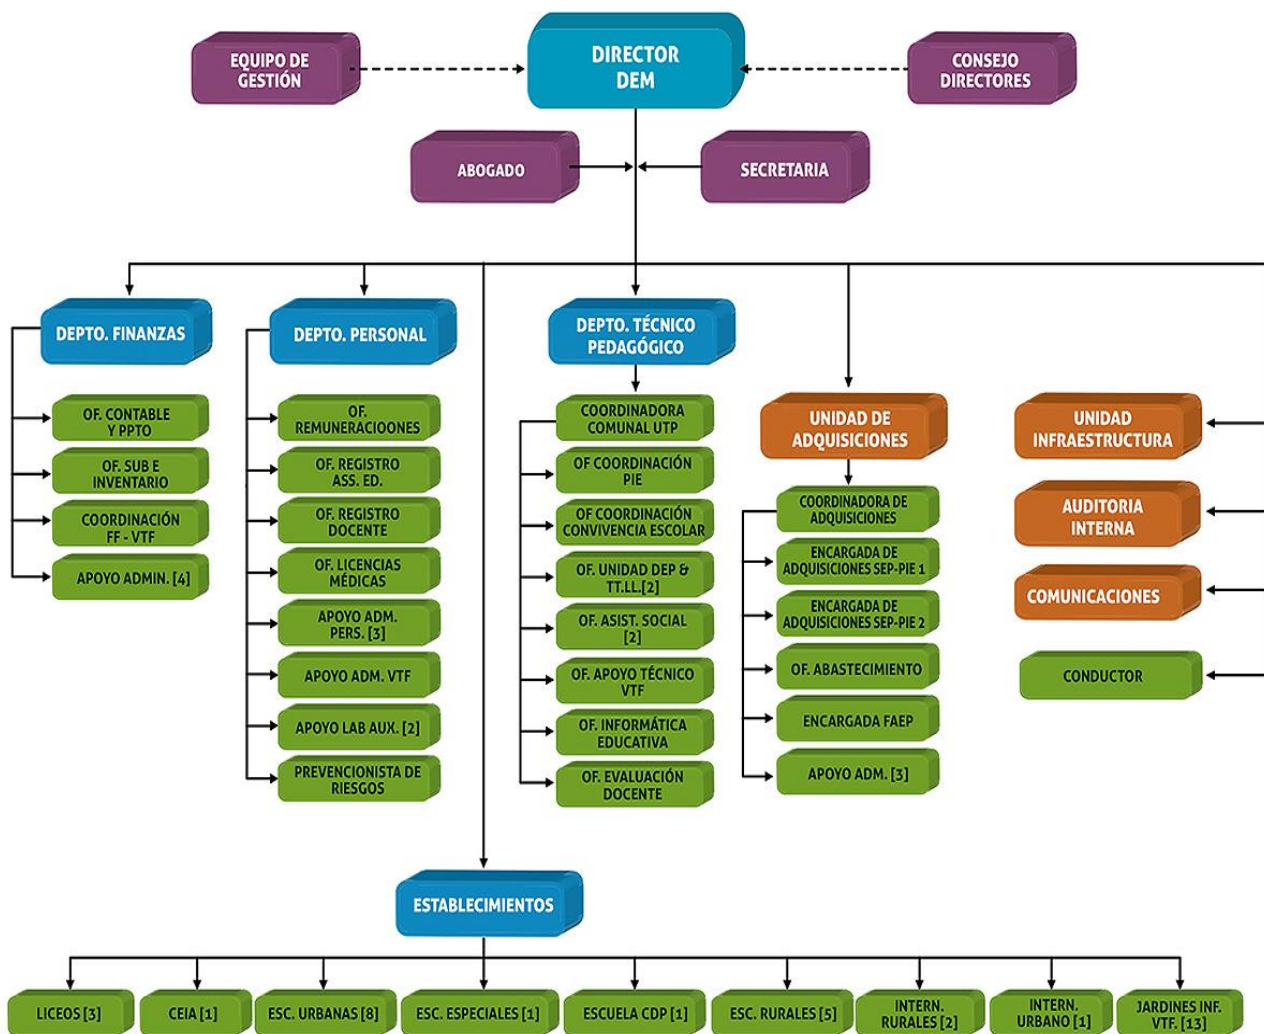 EQUIPO DE
GESTIÓN
DIRECTOR
DEM
CONSEJO
DIRECTORES
ABOGADO
SECRETARIA
DEPTO. FINANZAS
OF. CONTABLE
Y PPTO
OF. SUB E
INVENTARIO
COORDINACIÓN
FF - VTF
APOYO ADMIN. [4]
DEPTO. PERSONAL
OF.
REMUNERACIOONES
OF. REGISTRO
ASS. ED.
OF. REGISTRO
DOCENTE
OF. LICENCIAS
MÉDICAS
APOYO ADM.
PERS. [3]
APOYO ADM. VTF
APOYO LAB AUX. [2]
PREVENCIONISTA DE
RIESGOS
DEPTO. TÉCNICO
PEDAGÓGICO
COORDINADORA
COMUNAL UTP
OF COORDINACIÓN
PIE
OF COORDINACIÓN
CONVIVENCIA ESCOLAR
OF. UNIDAD DEP &
TT.LL.[2]
OF. ASIST. SOCIAL
[2]
OF. APOYO TÉCNICO
VTF
OF. INFORMÁTICA
EDUCATIVA
OF. EVALUACIÓN
DOCENTE
UNIDAD DE
ADQUISICIONES
COORDINADORA DE
ADQUISICIONES
ENCARGADA DE
ADQUISICIONES SEP-PIE 1
ENCARGADA DE
ADQUISICIONES SEP-PIE 2
OF. ABASTECIMIENTO
ENCARGADA FAEP
APOYO ADM. [3]
UNIDAD
INFRAESTRUCTURA
AUDITORIA
INTERNA
COMUNICACIONES
CONDUCTOR
ESTABLECIMIENTOS
LICEOS [3]
CEIA [1]
ESC. URBANAS [8]
ESC. ESPECIALES [1]
ESCUELA CDP [1]
ESC. RURALES [5]
INTERN.
RURALES [2]
INTERN.
URBANO [1]
JARDINES INF.
VTF. [13]